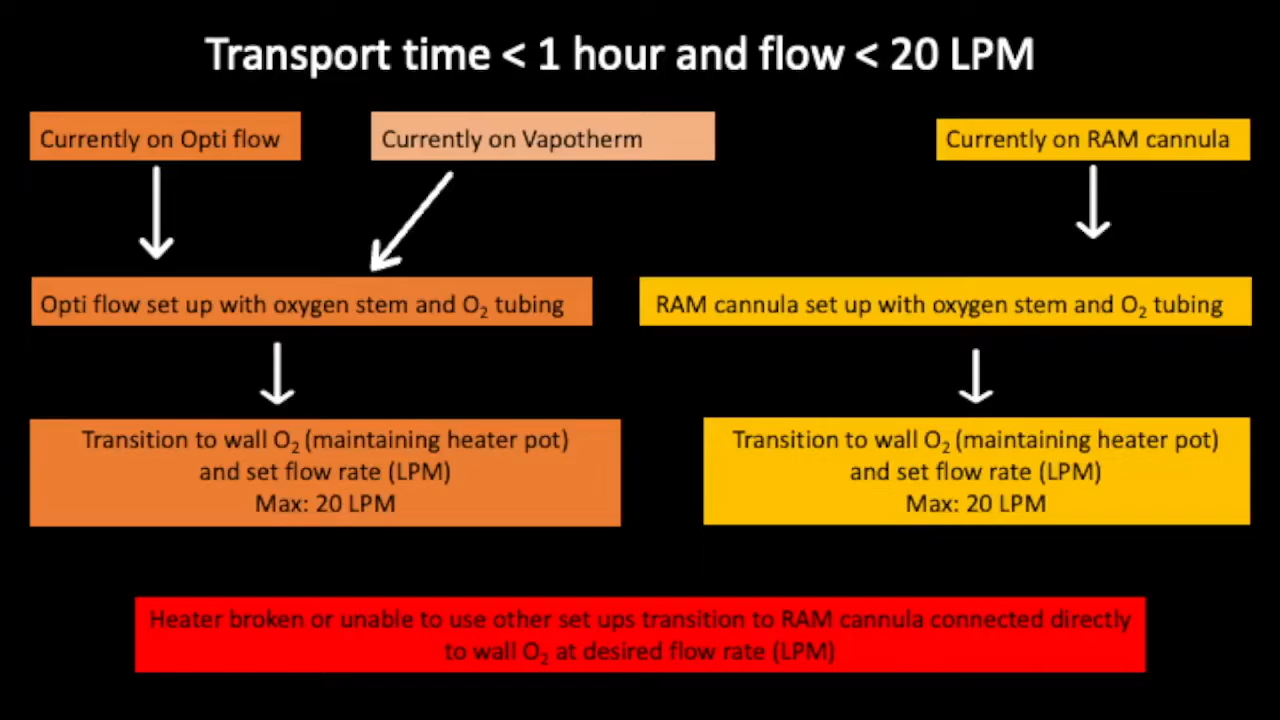 Transport time < 1 hour and flow < 20 LPM
Currently on Opti flow
Currently on Vapotherm
Currently on RAM cannula
Opti flow set up with oxygen stem and O₂ tubing
RAM cannula set up with oxygen stem and O₂ tubing
Transition to wall O₂ (maintaining heater pot)
and set flow rate (LPM)
Max: 20 LPM
Transition to wall O₂ (maintaining heater pot)
and set flow rate (LPM)
Max: 20 LPM
Heater broken or unable to use other set ups transition to RAM cannula connected directly
to wall O₂ at desired flow rate (LPM)